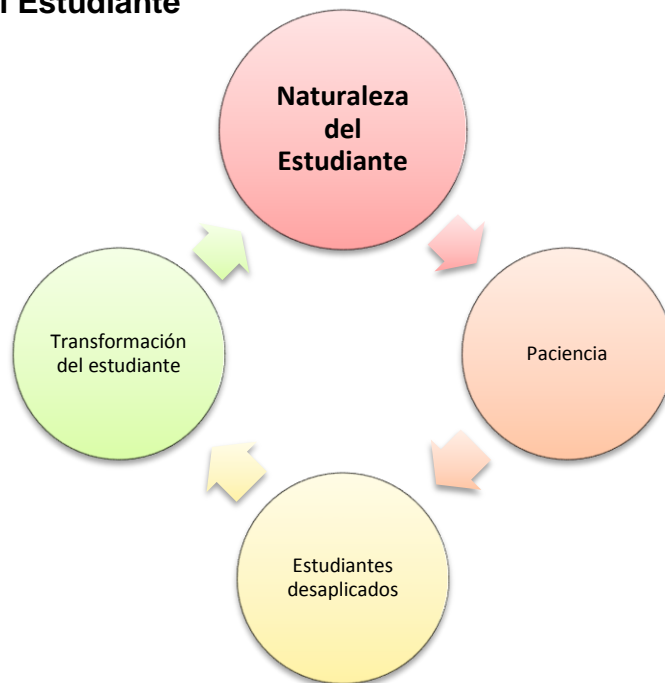 Estudiante
Naturaleza
del
Estudiante
Transformación
del estudiante
Paciencia
Estudiantes
desaplicados